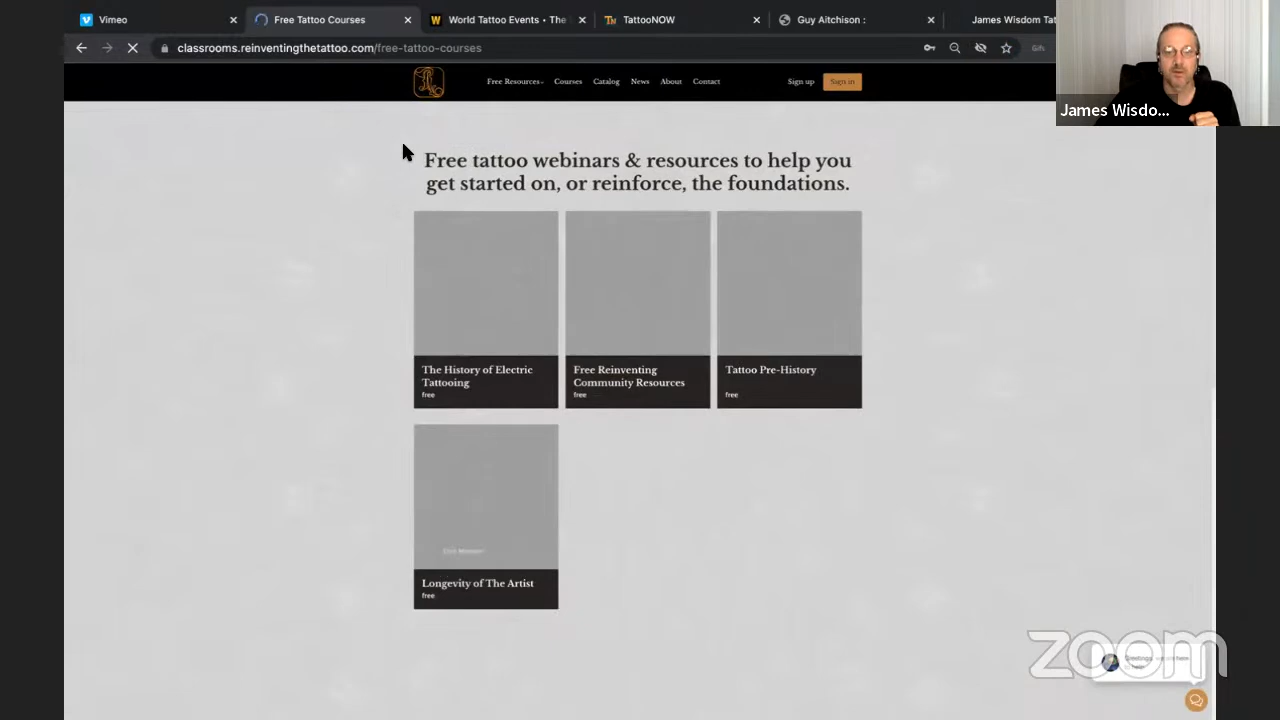 Vimeo
Free Tattoo Courses
World Tattoo Events • The
TattooNOW
Guy Aitchison :
James Wisdom Tat
classrooms.reinventingthetattoo.com/free-tattoo-courses
Gift
Free Resources
Courses
Catalog
News
About
Contact
Sign up
Sign in
James Wisdo...
Free tattoo webinars & resources to help you
get started on, or reinforce, the foundations.
The History of Electric
Tattooing
free
Free Reinventing
Community Resources
free
Tattoo Pre-History
free
Longevity of The Artist
free
zoom